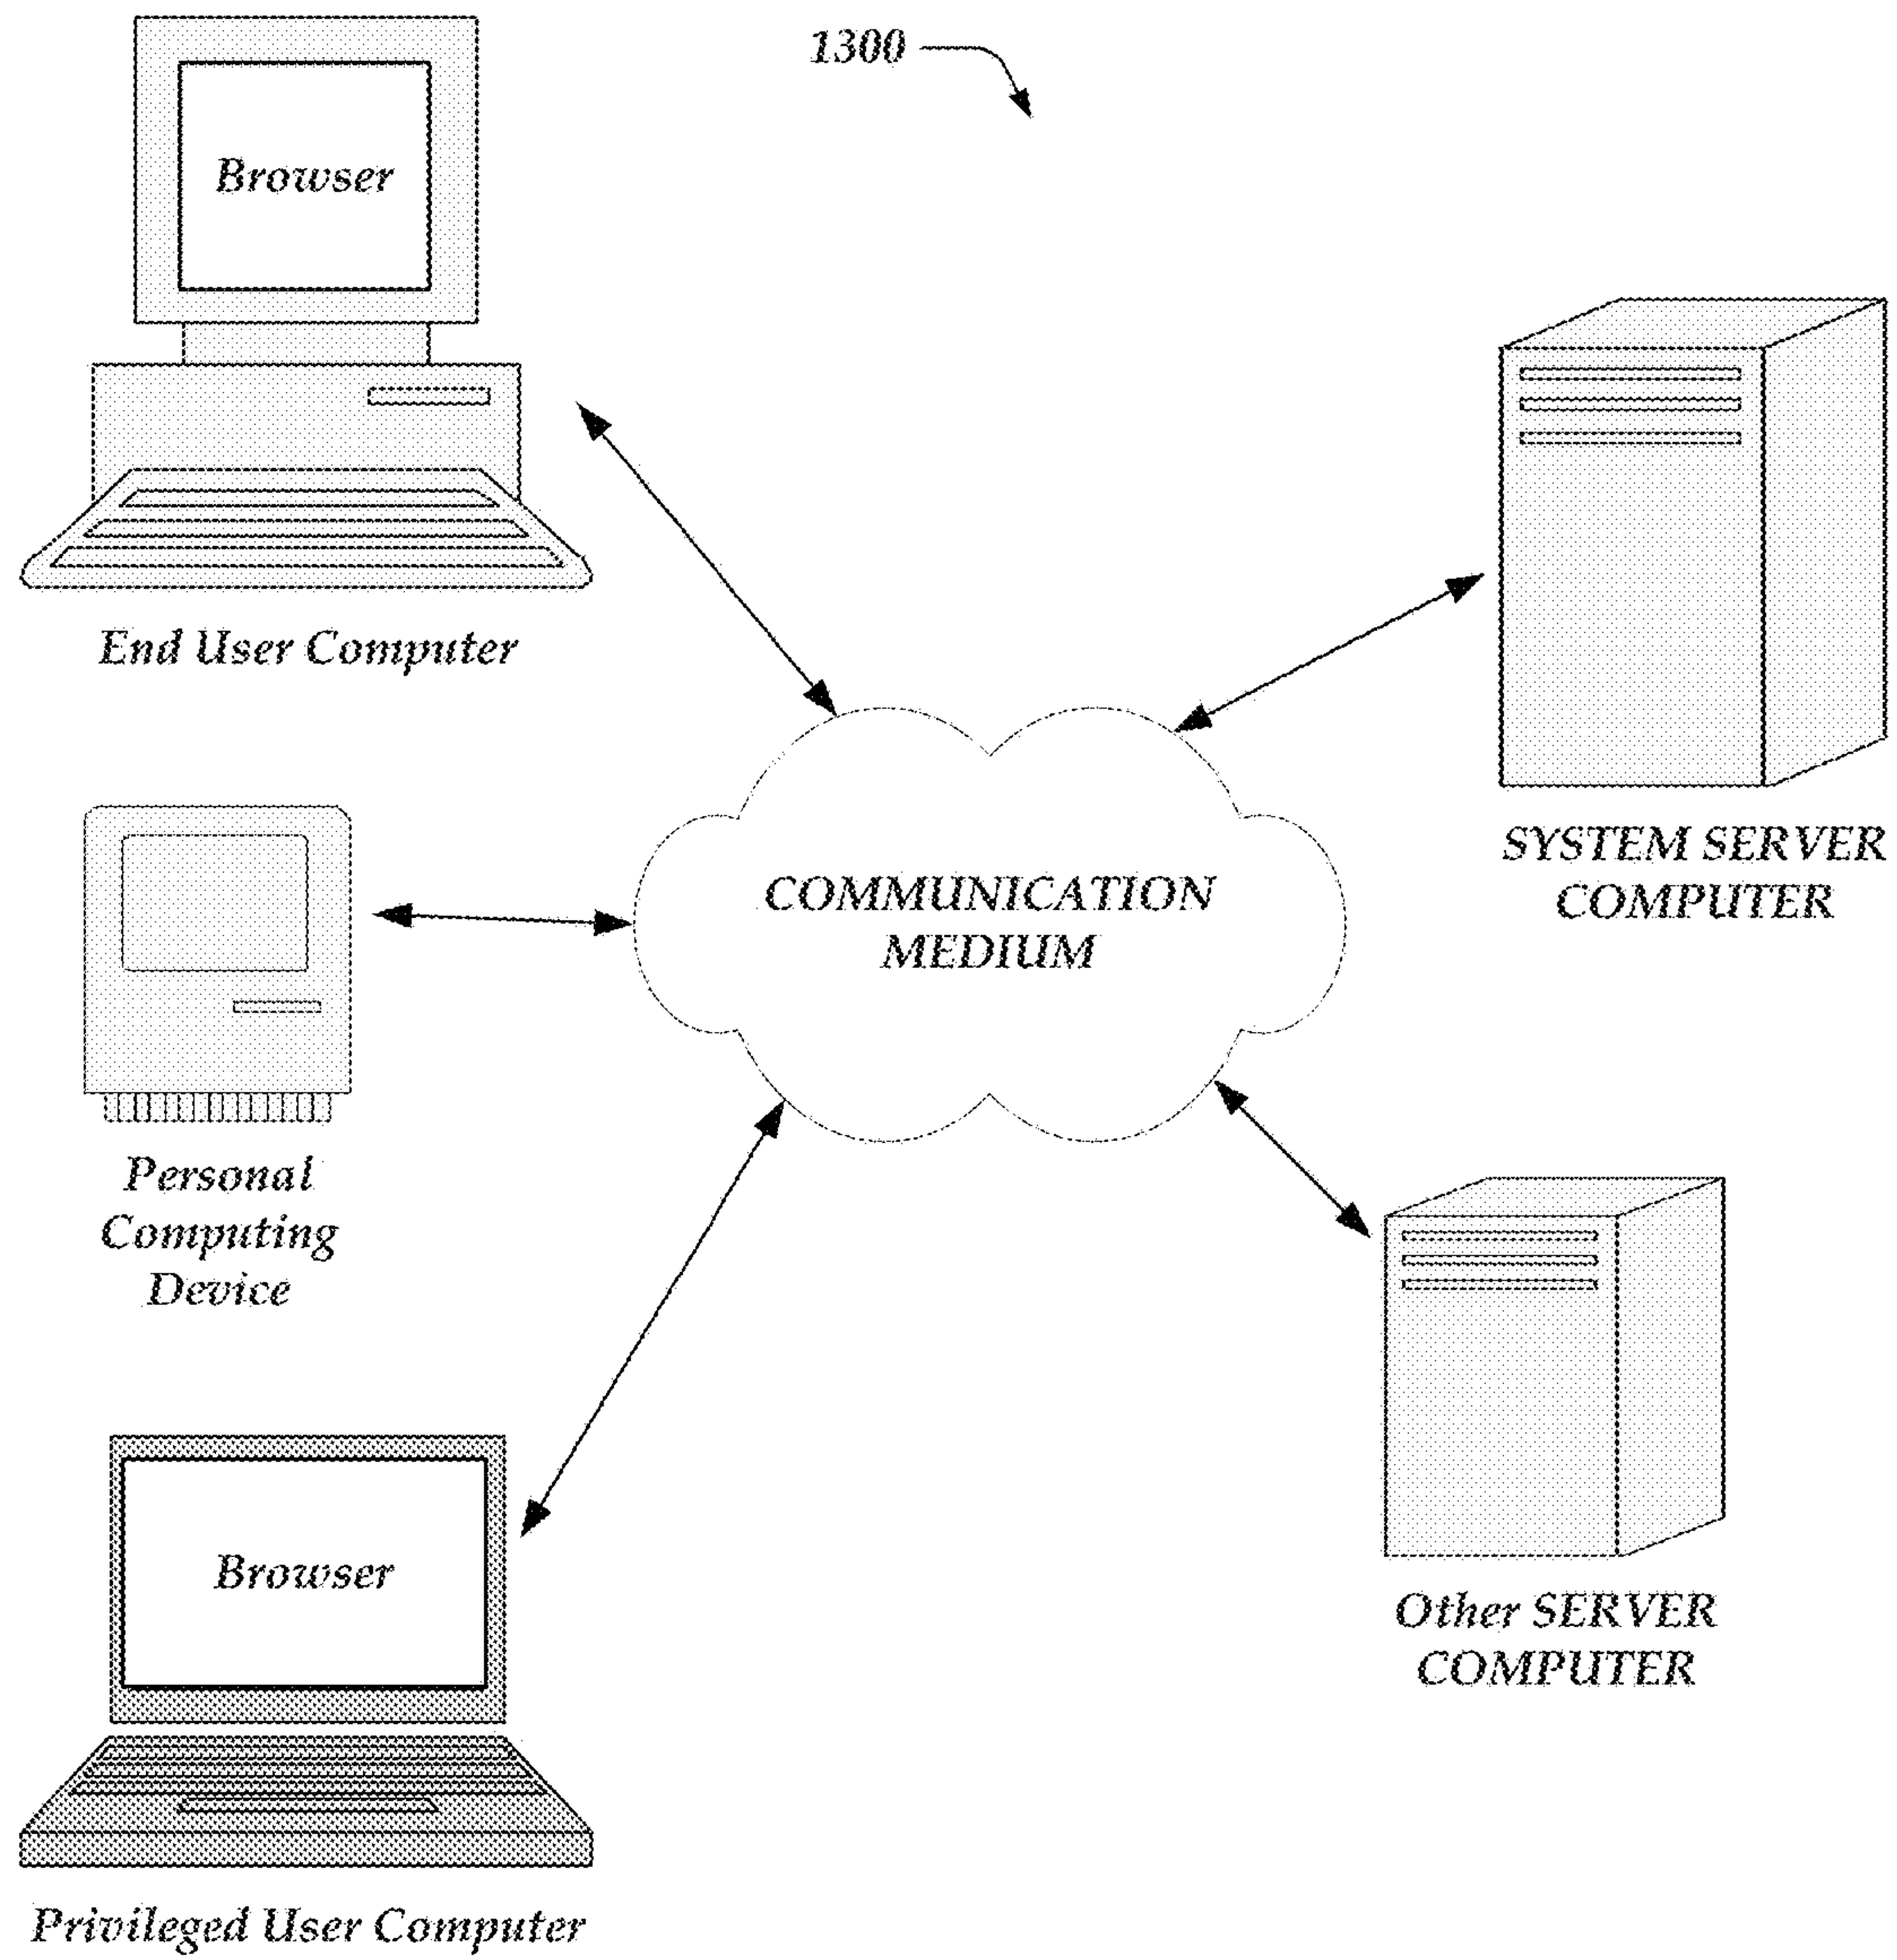 1300
Browser
End User Computer
SYSTEM SERVER
COMPUTER
COMMUNICATION
MEDIUM
Personal
Computing
Device
Browser
Other SERVER
COMPUTER
Privileged User Computer